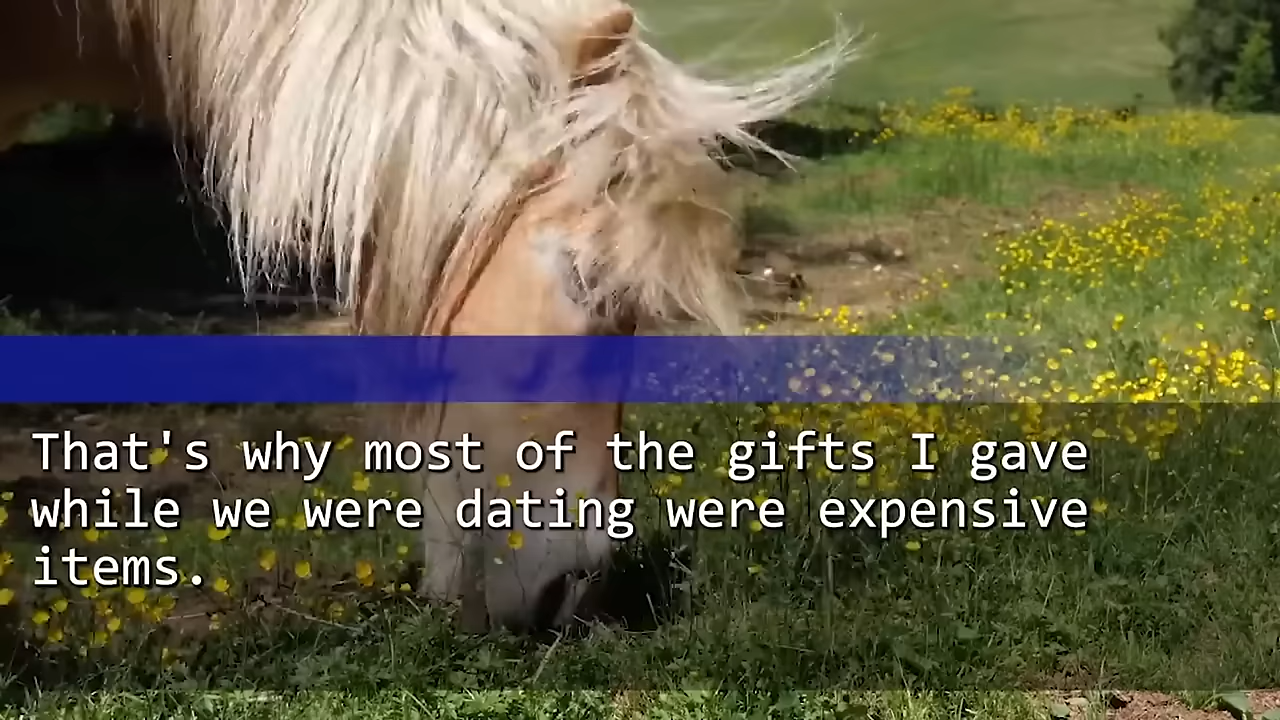 That's why most of the gifts I gave
while we were dating were expensive
items.